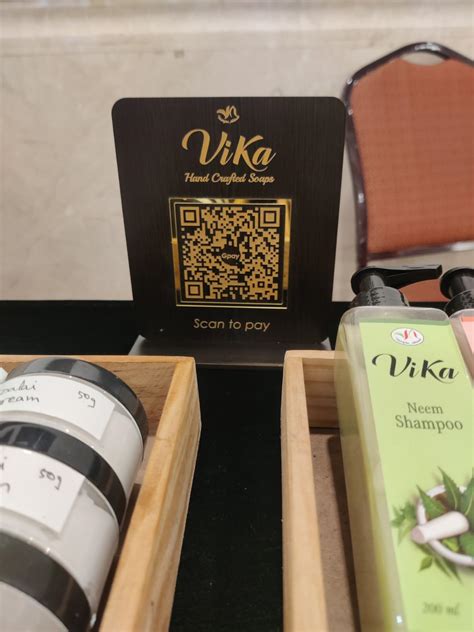 ViKa
Hand Crafted Soaps
Gpay
Scan to pay
50g
50g
ViKa
Neem
Shampoo
200 ml